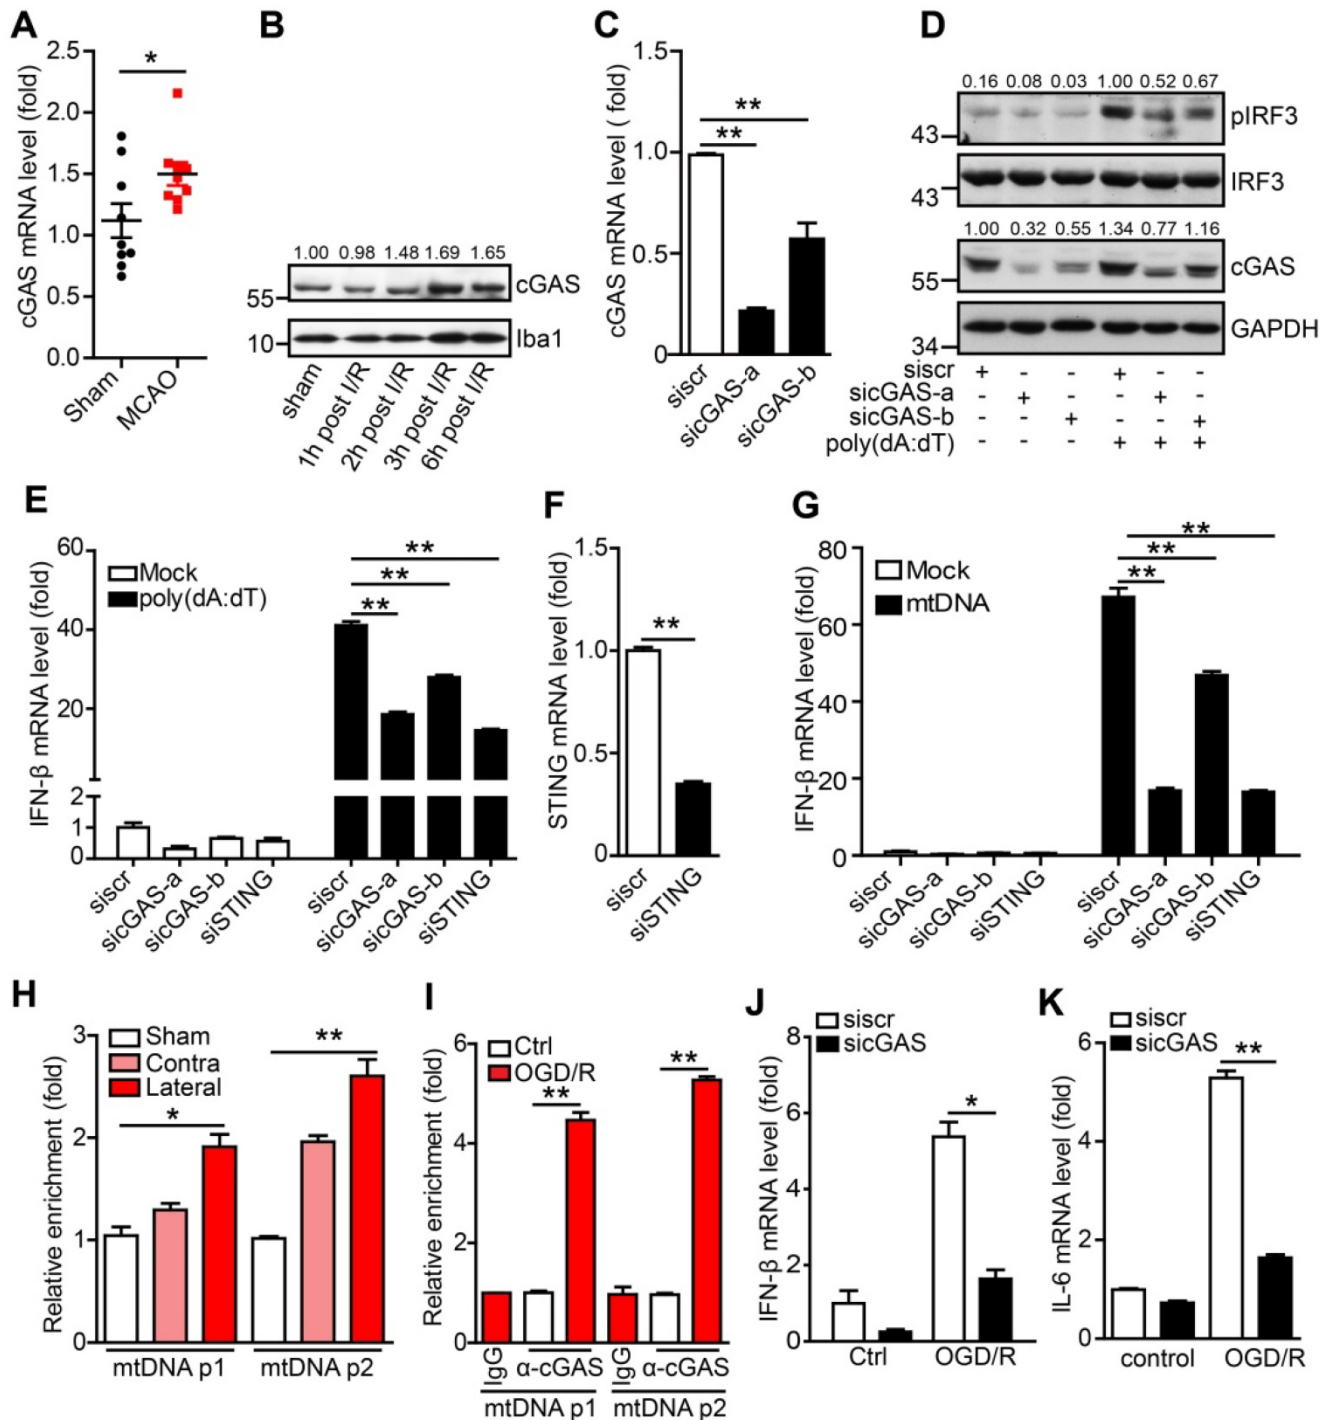 A
cGAS mRNA level (fold)
2.5
2.0
1.5
1.0
0.5
0.0
*
Sham
MCAO
B
1.00 0.98 1.48 1.69 1.65
55
cGAS
10
Iba1
sham
1h post I/R
2h post I/R
3h post I/R
6h post I/R
C
cGAS mRNA level ( fold)
1.5
1.0
0.5
0
**
**
siscr
sicGAS-a
sicGAS-b
D
0.16 0.08 0.03 1.00 0.52 0.67
43
pIRF3
43
IRF3
1.00 0.32 0.55 1.34 0.77 1.16
55
cGAS
34
GAPDH
siscr + - - + - -
sicGAS-a - + - - + -
sicGAS-b - - + - - +
poly(dA:dT) - - - + + +
E
IFN-β mRNA level (fold)
60
40
20
2
1
0
Mock
poly(dA:dT)
**
**
**
siscr
sicGAS-a
sicGAS-b
siSTING
siscr
sicGAS-a
sicGAS-b
siSTING
F
STING mRNA level (fold)
1.5
1.0
0.5
0
**
siscr
siSTING
G
IFN-β mRNA level (fold)
80
60
40
20
0
Mock
mtDNA
**
**
**
siscr
sicGAS-a
sicGAS-b
siSTING
siscr
sicGAS-a
sicGAS-b
siSTING
H
Relative enrichment (fold)
3
2
1
0
Sham
Contra
Lateral
*
**
mtDNA p1
mtDNA p2
I
Relative enrichment (fold)
6
4
2
0
Ctrl
OGD/R
**
**
IgG α-cGAS IgG α-cGAS
mtDNA p1 mtDNA p2
J
IFN-β mRNA level (fold)
8
6
4
2
0
siscr
sicGAS
*
Ctrl OGD/R
K
IL-6 mRNA level (fold)
6
4
2
0
siscr
sicGAS
**
control OGD/R